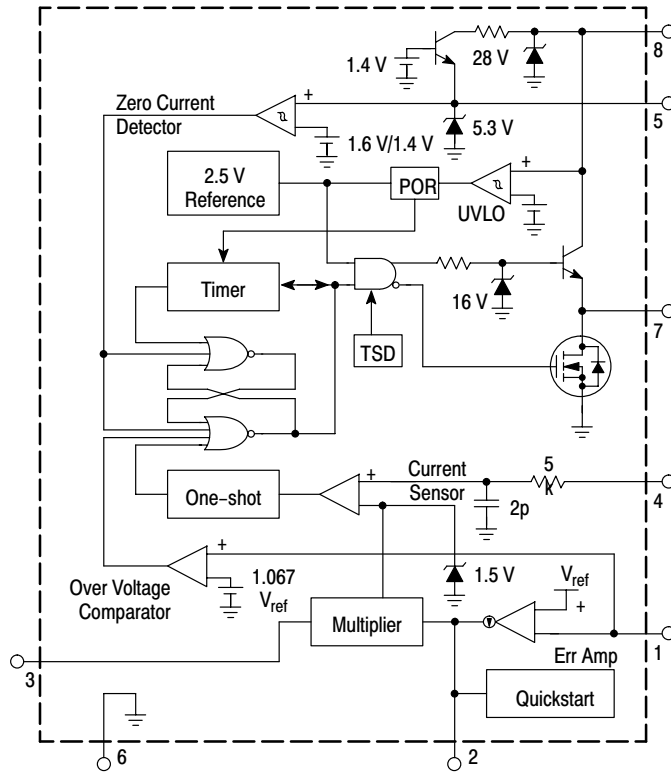 8
1.4 V
28 V
Zero Current
Detector
+
5
5.3 V
1.6 V/1.4 V
2.5 V
Reference
POR
+
UVLO
Timer
16 V
7
TSD
Current
Sensor
+
5
k
4
One-shot
2p
+
Over Voltage
Comparator
1.067
Vref
1.5 V
Vref
+
Multiplier
Err Amp
1
3
Quickstart
6
2